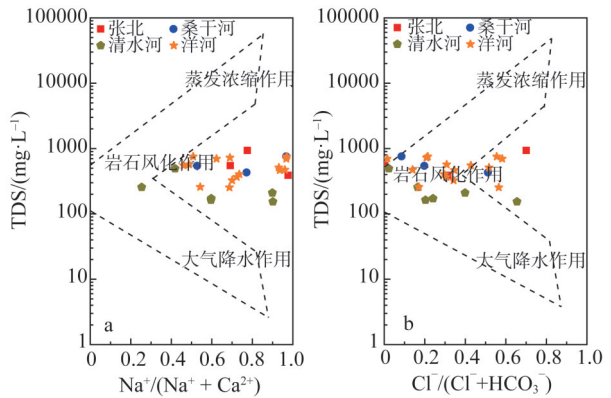 张北 桑干河
清水河 洋河
100000
10000
1000
100
10
1
TDS/(mg·L⁻¹)
蒸发浓缩作用
岩石风化作用
大气降水作用
a
0 0.2 0.4 0.6 0.8 1.0
Na⁺/(Na⁺ + Ca²⁺)
张北 桑干河
清水河 洋河
100000
10000
1000
100
10
1
TDS/(mg·L⁻¹)
蒸发浓缩作用
岩石风化作用
大气降水作用
b
0 0.2 0.4 0.6 0.8 1.0
Cl⁻/(Cl⁻+HCO₃⁻)